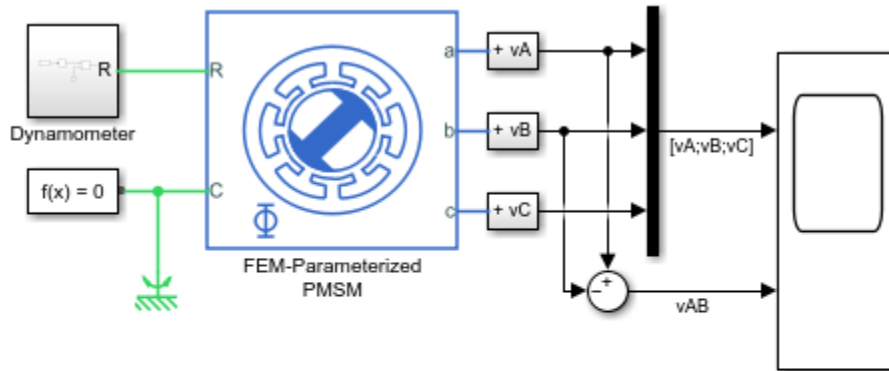 R
Dynamometer
f(x) = 0
R
C
a
b
c
Φ
FEM-Parameterized
PMSM
+ vA
+ vB
+ vC
[vA;vB;vC]
+
−
vAB